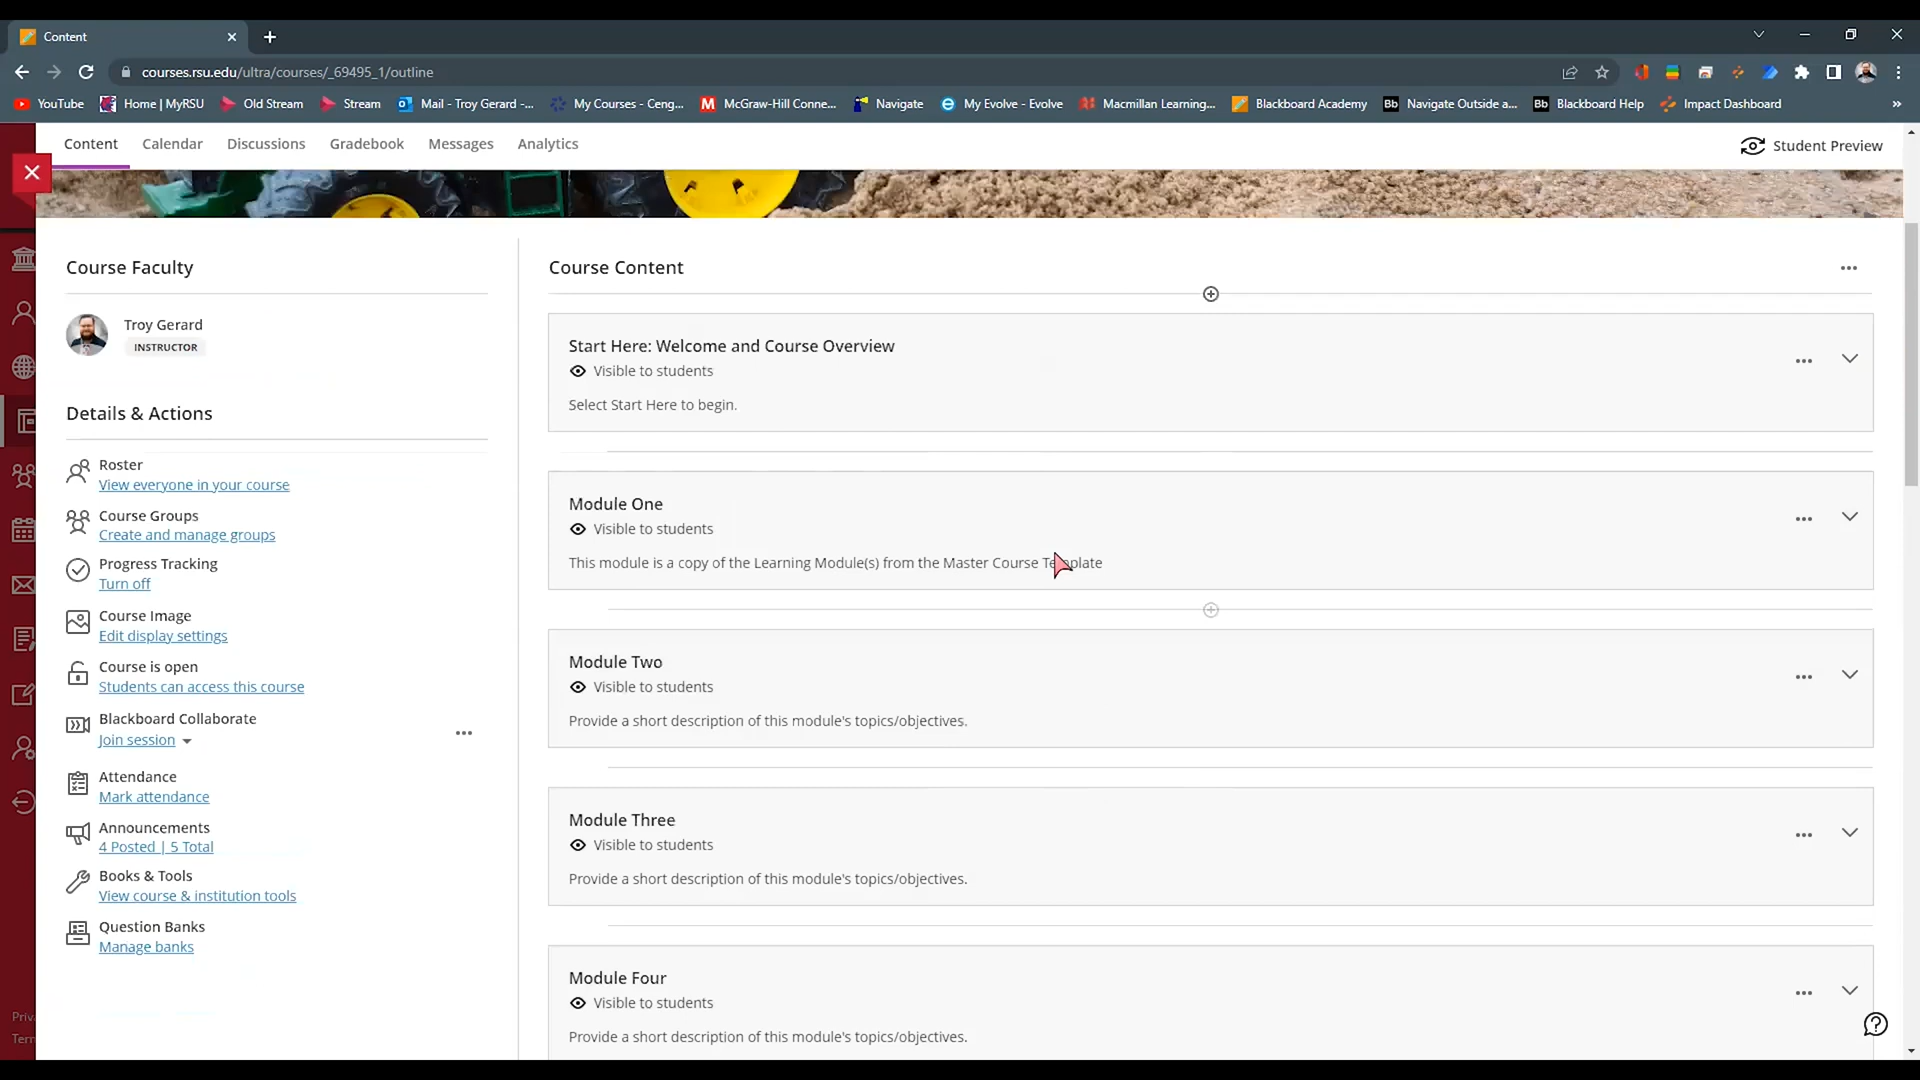 Content
courses.rsu.edu/ultra/courses/_69495_1/outline
YouTube
Home | MyRSU
Old Stream
Stream
Mail - Troy Gerard -...
My Courses - Ceng...
McGraw-Hill Conne...
Navigate
My Evolve - Evolve
Macmillan Learning...
Blackboard Academy
Bb Navigate Outside a...
Bb Blackboard Help
Impact Dashboard
»
Content
Calendar
Discussions
Gradebook
Messages
Analytics
Student Preview
Course Faculty
Troy Gerard
INSTRUCTOR
Details & Actions
Roster
View everyone in your course
Course Groups
Create and manage groups
Progress Tracking
Turn off
Course Image
Edit display settings
Course is open
Students can access this course
Blackboard Collaborate
Join session
Attendance
Mark attendance
Announcements
4 Posted | 5 Total
Books & Tools
View course & institution tools
Question Banks
Manage banks
Course Content
Start Here: Welcome and Course Overview
Visible to students
Select Start Here to begin.
Module One
Visible to students
This module is a copy of the Learning Module(s) from the Master Course Template
Module Two
Visible to students
Provide a short description of this module's topics/objectives.
Module Three
Visible to students
Provide a short description of this module's topics/objectives.
Module Four
Visible to students
Provide a short description of this module's topics/objectives.